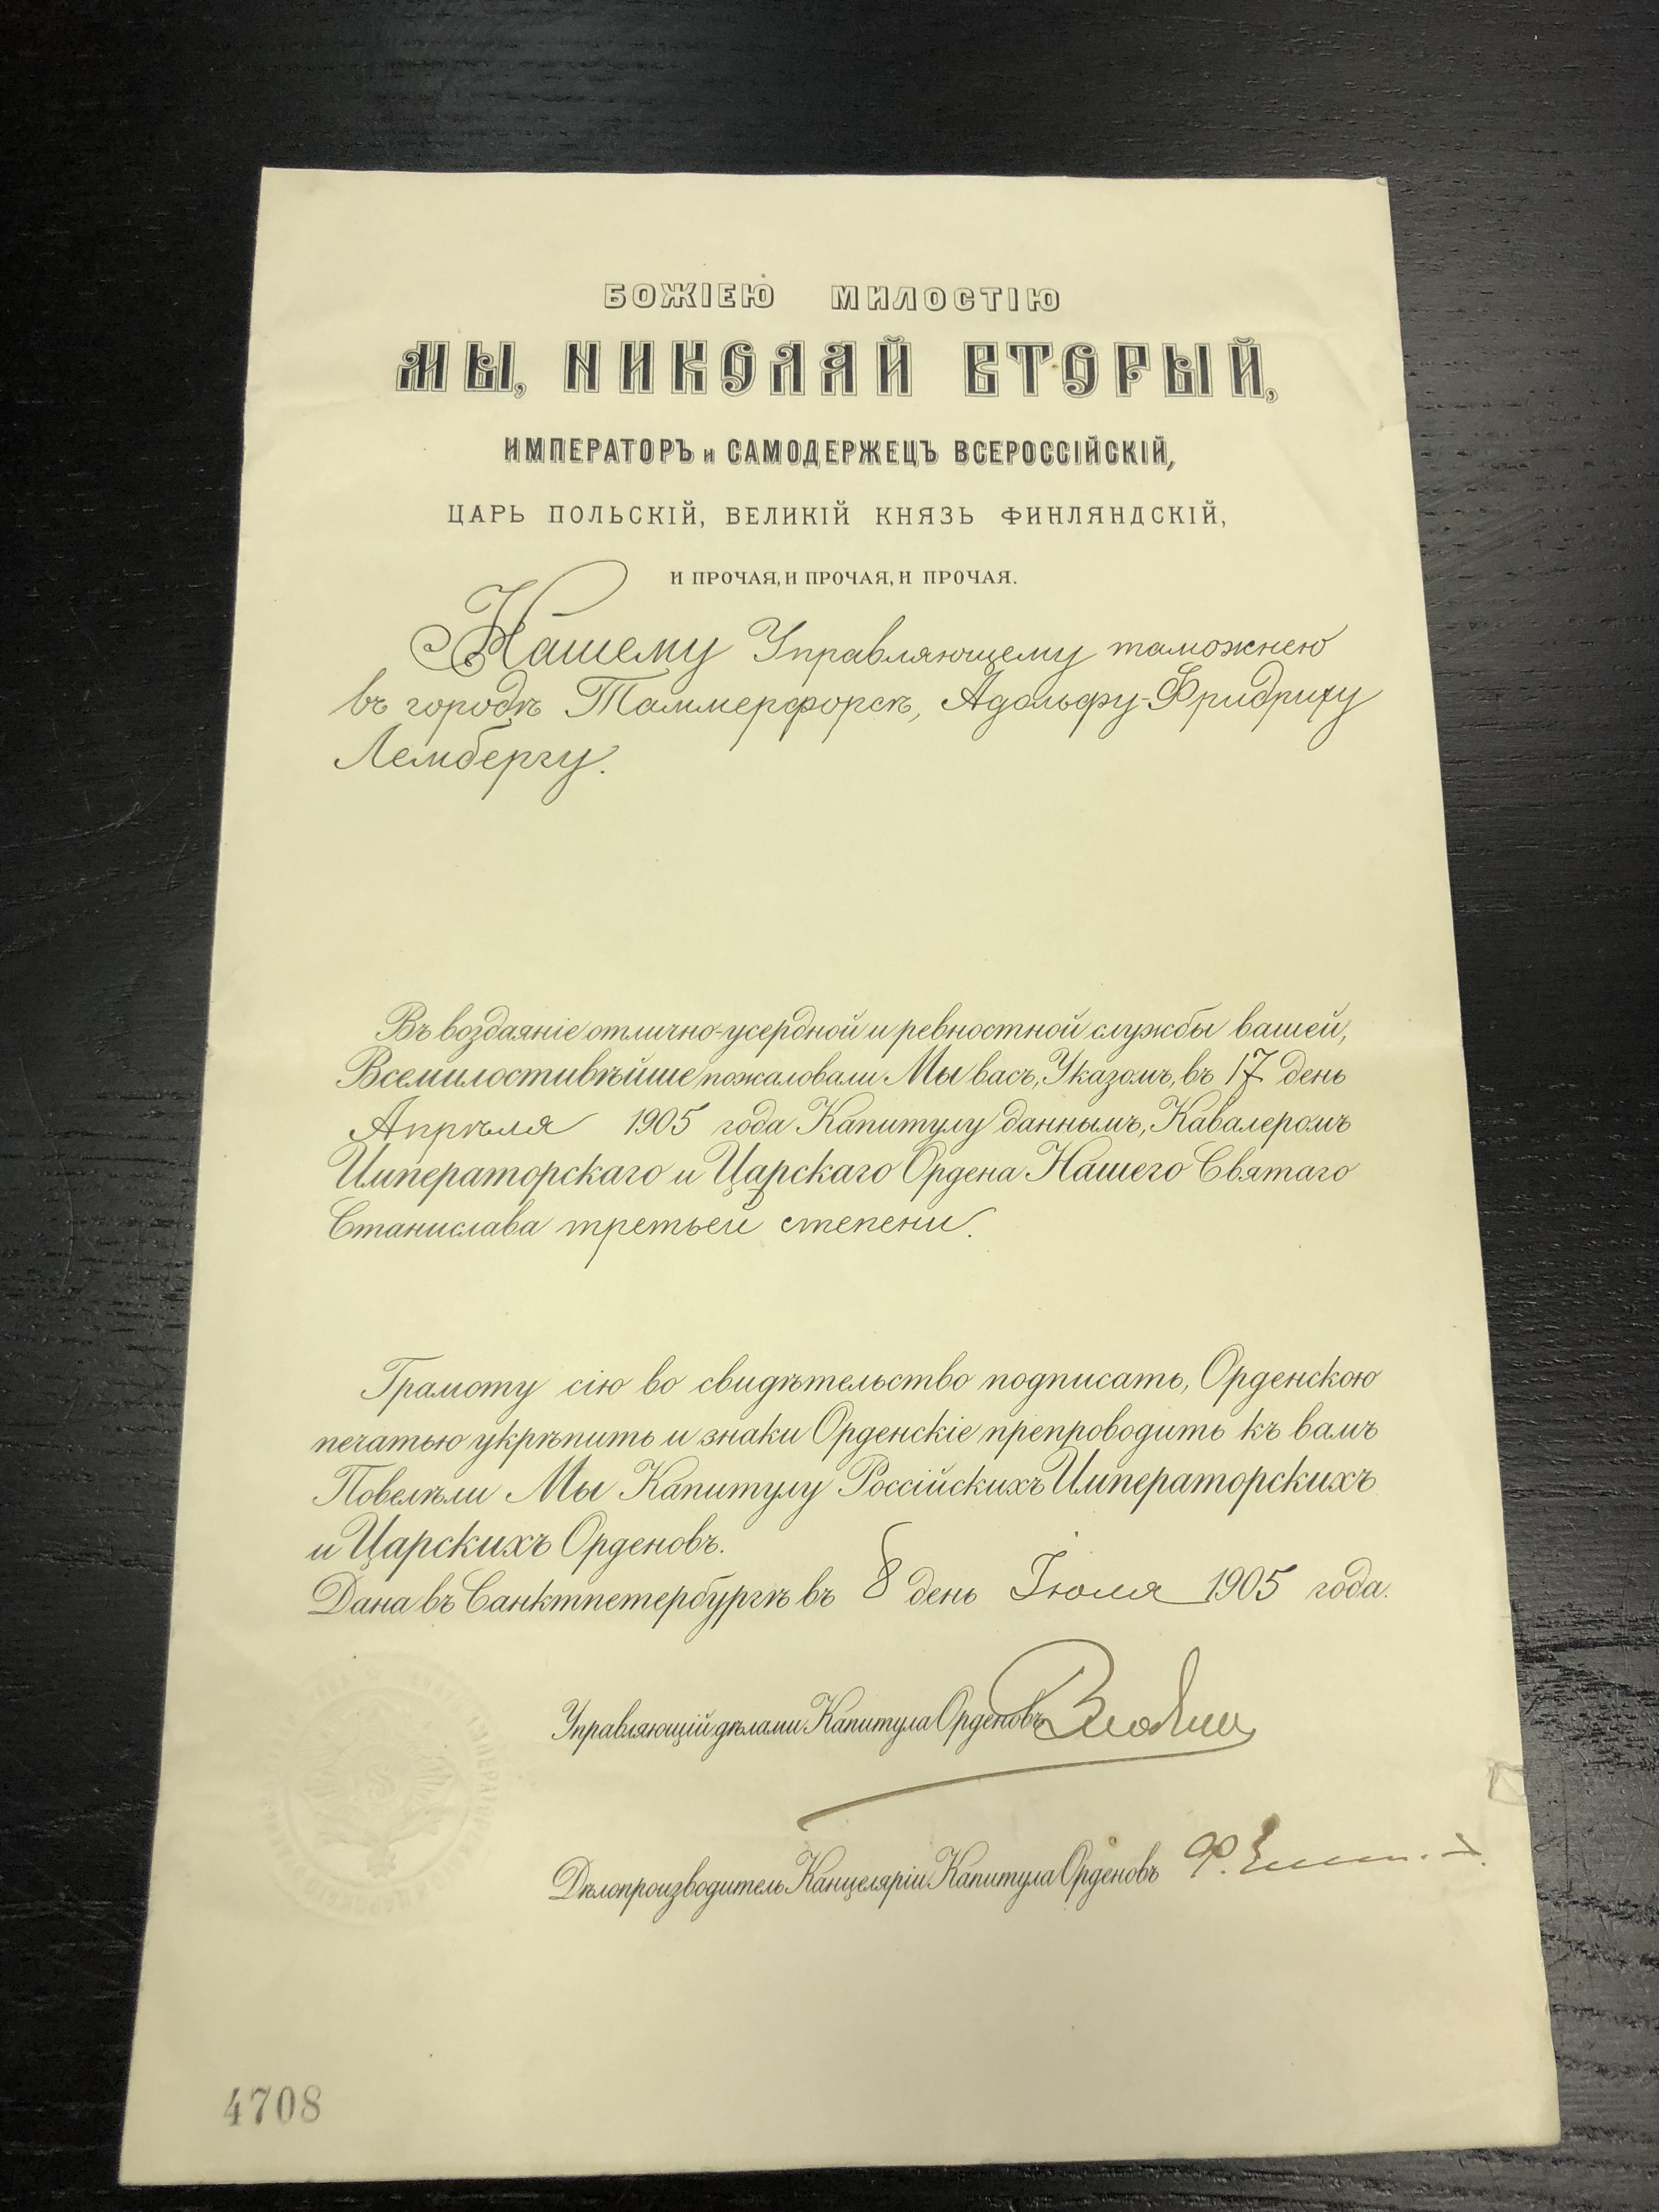 БОЖІЕЮ МИЛОСТІЮ
МЫ, НИКОЛАЙ ВТОРЫЙ,
ИМПЕРАТОРЪ и САМОДЕРЖЕЦЪ ВСЕРОССІЙСКІЙ,
ЦАРЬ ПОЛЬСКІЙ, ВЕЛИКІЙ КНЯЗЬ ФИНЛЯНДСКІЙ,
И ПРОЧАЯ, И ПРОЧАЯ, И ПРОЧАЯ.
Нашему Управляющему таможнею
въ городѣ Таммерфорсѣ, Адольфу-Фридриху
Лембергу.
Въ воздаяніе отлично-усердной и ревностной службы вашей,
Всемилостивѣйше пожаловали Мы васъ, Указомъ, въ 17 день
Апрѣля 1905 года Капитулу даннымъ, Кавалеромъ
Императорскаго и Царскаго Ордена Нашего Святаго
Станислава третьей степени.
Грамоту сію во свидѣтельство подписать, Орденскою
печатью укрѣпить и знаки Орденскіе препроводить къ вамъ
Повелѣли Мы Капитулу Россійскихъ Императорскихъ
и Царскихъ Орденовъ.
Дана въ Санктпетербургѣ въ 8 день Іюля 1905 года.
Управляющій дѣлами Капитула Орденовъ
Дѣлопроизводитель Канцеляріи Капитула Орденовъ
4708